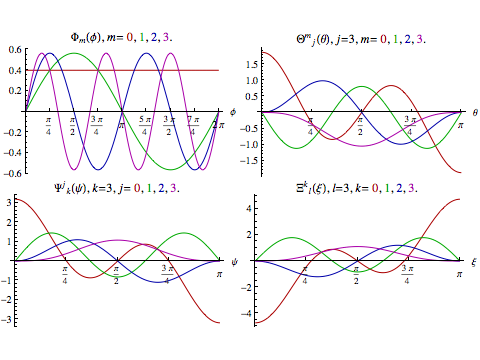 Φm(ϕ), m= 0, 1, 2, 3.
0.6
0.4
0.2
-0.2
-0.4
-0.6
π/4 π/2 3π/4 π 5π/4 3π/2 7π/4 2π ϕ
Θ^m_j(θ), j=3, m= 0, 1, 2, 3.
1.5
1.0
0.5
-0.5
-1.0
-1.5
π/4 π/2 3π/4 π θ
Ψ^j_k(ψ), k=3, j= 0, 1, 2, 3.
3
2
1
-1
-2
-3
π/4 π/2 3π/4 π ψ
Ξ^k_l(ξ), l=3, k= 0, 1, 2, 3.
4
2
-2
-4
π/4 π/2 3π/4 π ξ